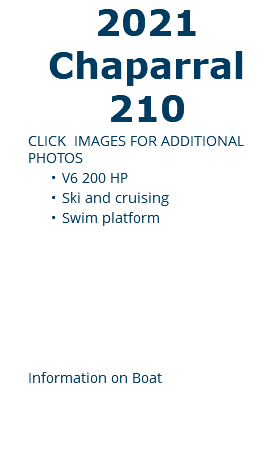 2021
Chaparral
210
CLICK  IMAGES FOR ADDITIONAL
PHOTOS
• V6 200 HP
• Ski and cruising
• Swim platform
Information on Boat